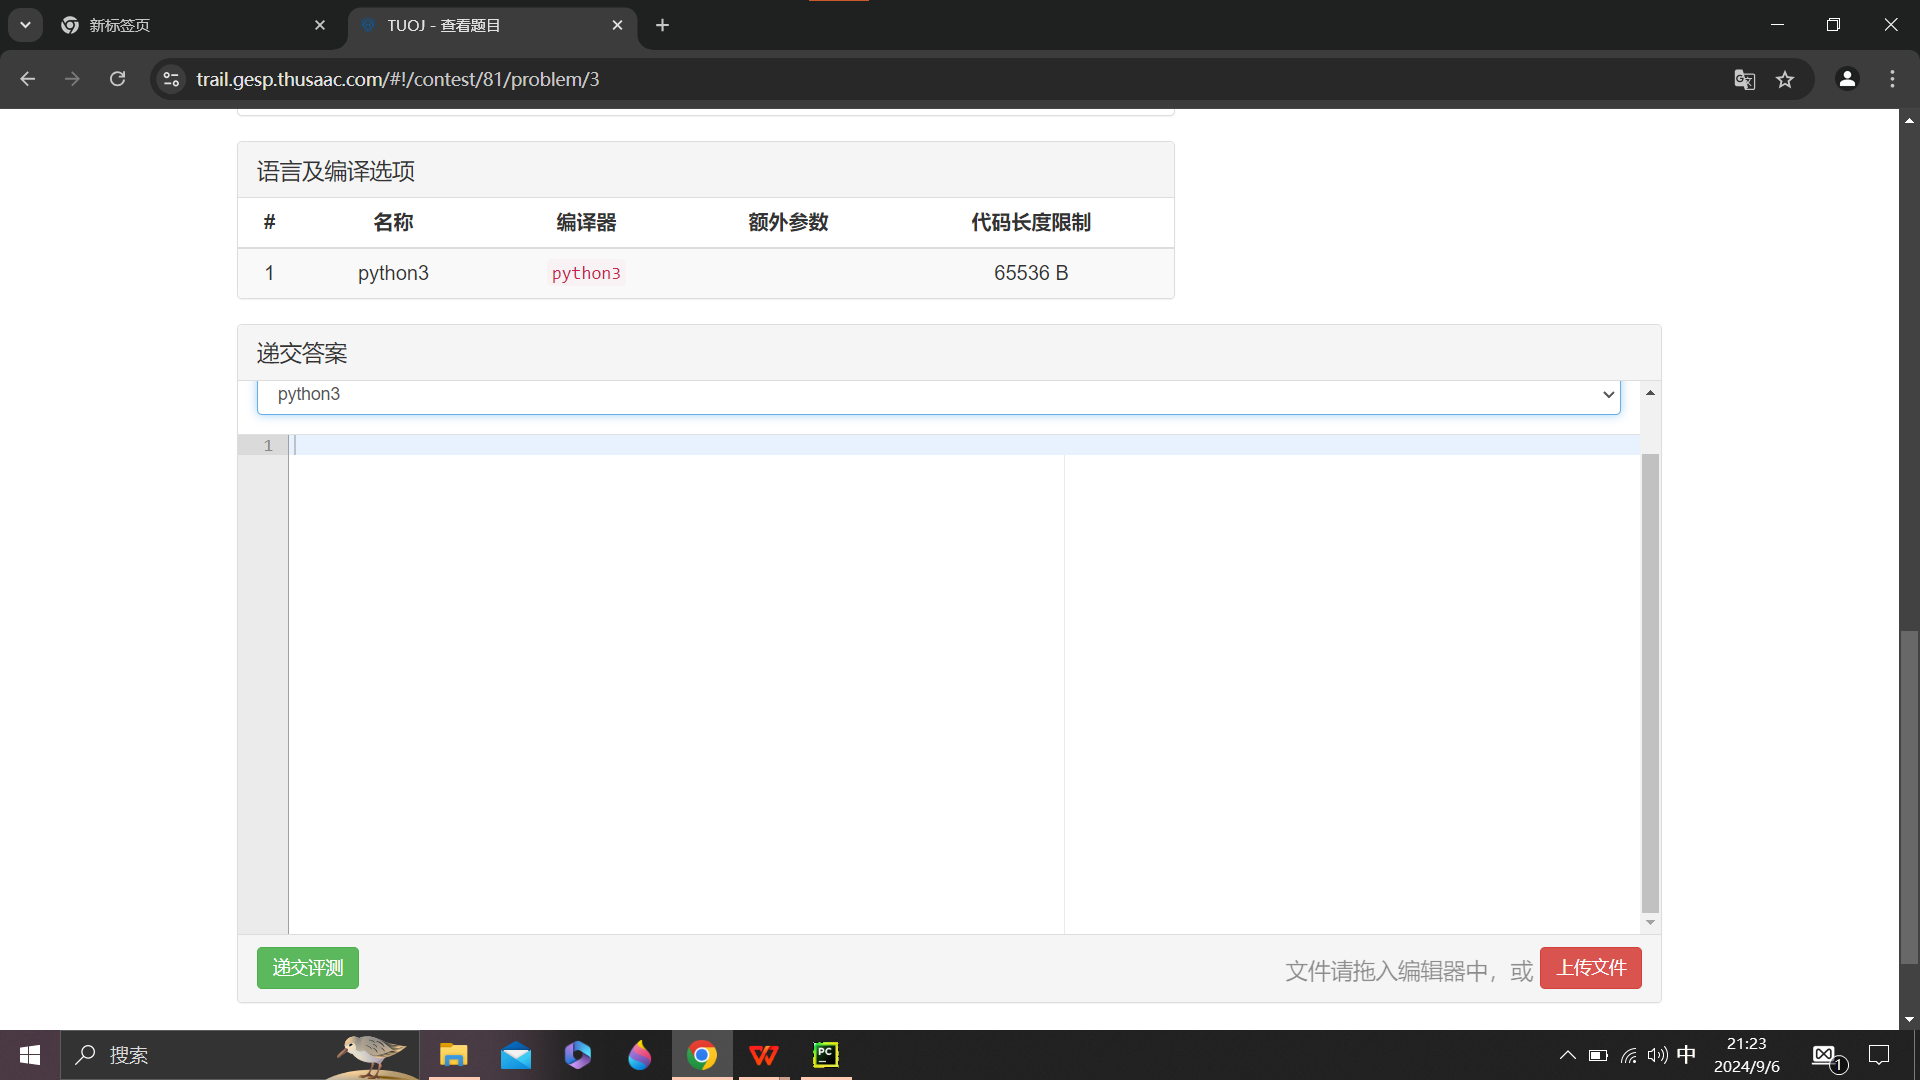 新标签页
TUOJ - 查看题目
trail.gesp.thusaac.com/#!/contest/81/problem/3
语言及编译选项
# 名称 编译器 额外参数 代码长度限制
1 python3 python3 65536 B
递交答案
python3
1
递交评测
文件请拖入编辑器中，或 上传文件
搜索
PC
中
21:23
2024/9/6
1